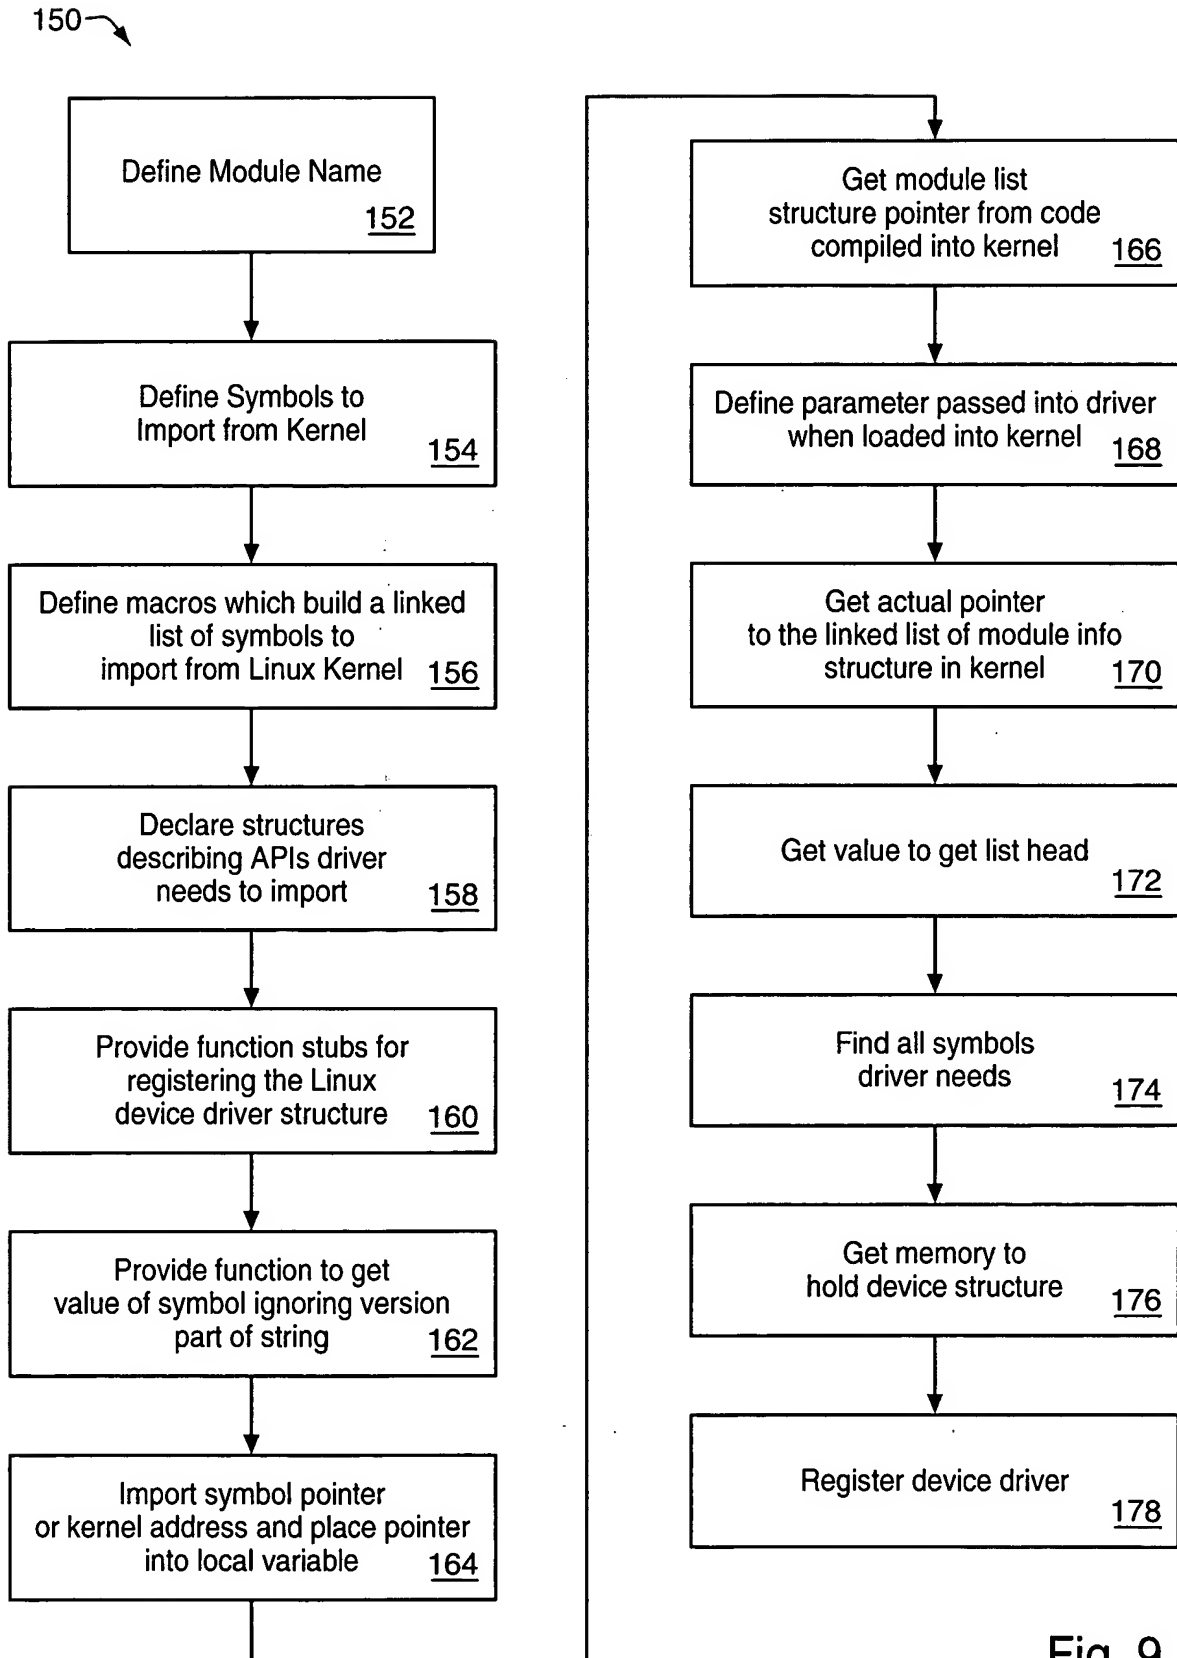 150
Define Module Name
152
Define Symbols to
Import from Kernel
154
Define macros which build a linked
list of symbols to
import from Linux Kernel 156
Declare structures
describing APIs driver
needs to import 158
Provide function stubs for
registering the Linux
device driver structure 160
Provide function to get
value of symbol ignoring version
part of string 162
Import symbol pointer
or kernel address and place pointer
into local variable 164
Get module list
structure pointer from code
compiled into kernel 166
Define parameter passed into driver
when loaded into kernel 168
Get actual pointer
to the linked list of module info
structure in kernel 170
Get value to get list head
172
Find all symbols
driver needs 174
Get memory to
hold device structure 176
Register device driver
178
Fig. 9